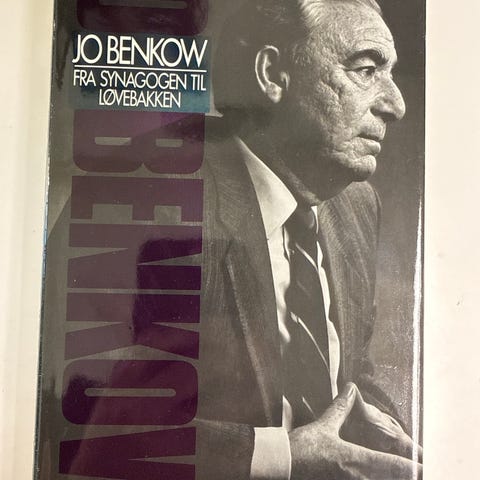 JO BENKOW
FRA SYNAGOGEN TIL
LØVEBAKKEN
BENKOW